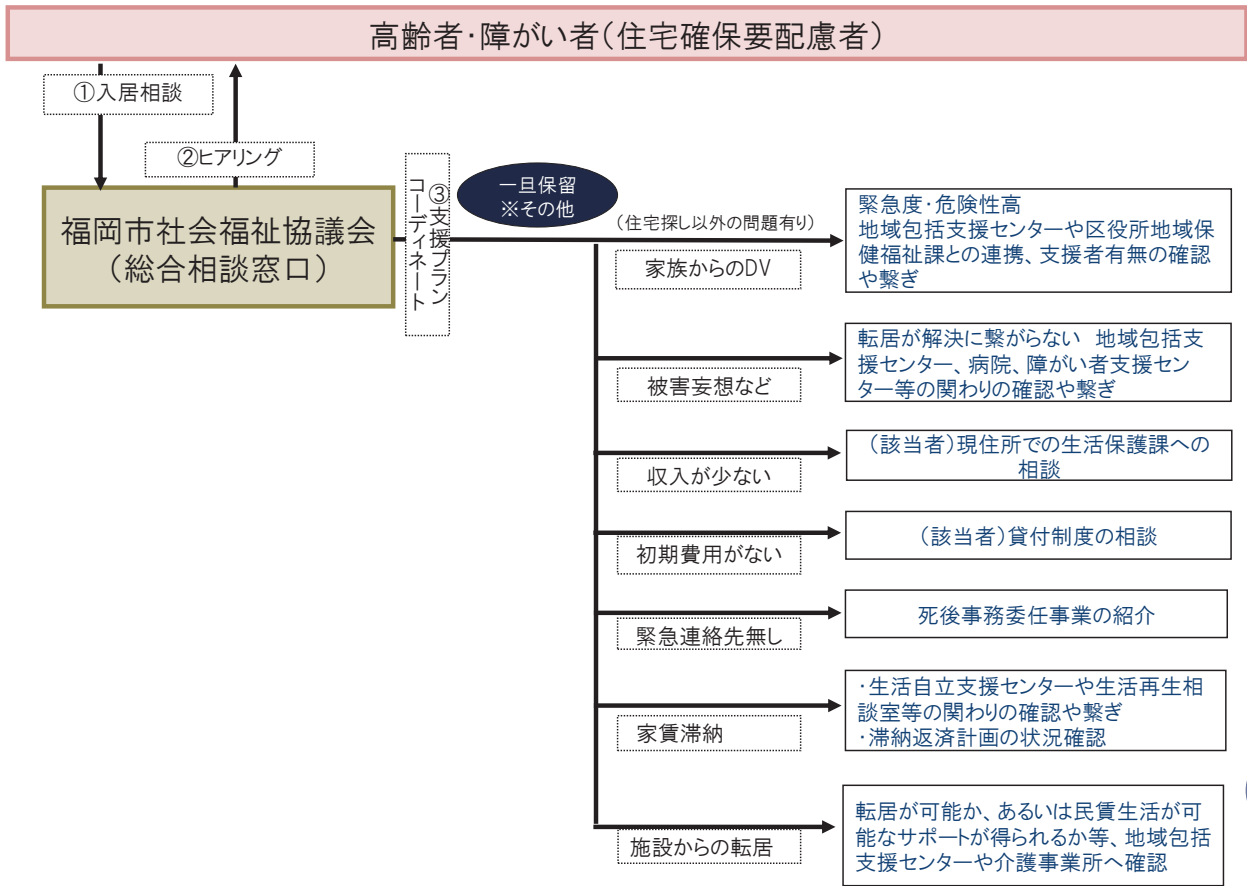 高齢者・障がい者（住宅確保要配慮者）
①入居相談
②ヒアリング
福岡市社会福祉協議会
（総合相談窓口）
③支援プラン
コーディネート
一旦保留
※その他
（住宅探し以外の問題有り）
家族からのDV
緊急度・危険性高
地域包括支援センターや区役所地域保
健福祉課との連携、支援者有無の確認
や繋ぎ
被害妄想など
転居が解決に繋がらない　地域包括支
援センター、病院、障がい者支援セン
ター等の関わりの確認や繋ぎ
収入が少ない
（該当者）現住所での生活保護課への
相談
初期費用がない
（該当者）貸付制度の相談
緊急連絡先無し
死後事務委任事業の紹介
家賃滞納
・生活自立支援センターや生活再生相
談室等の関わりの確認や繋ぎ
・滞納返済計画の状況確認
施設からの転居
転居が可能か、あるいは民賃生活が可
能なサポートが得られるか等、地域包括
支援センターや介護事業所へ確認